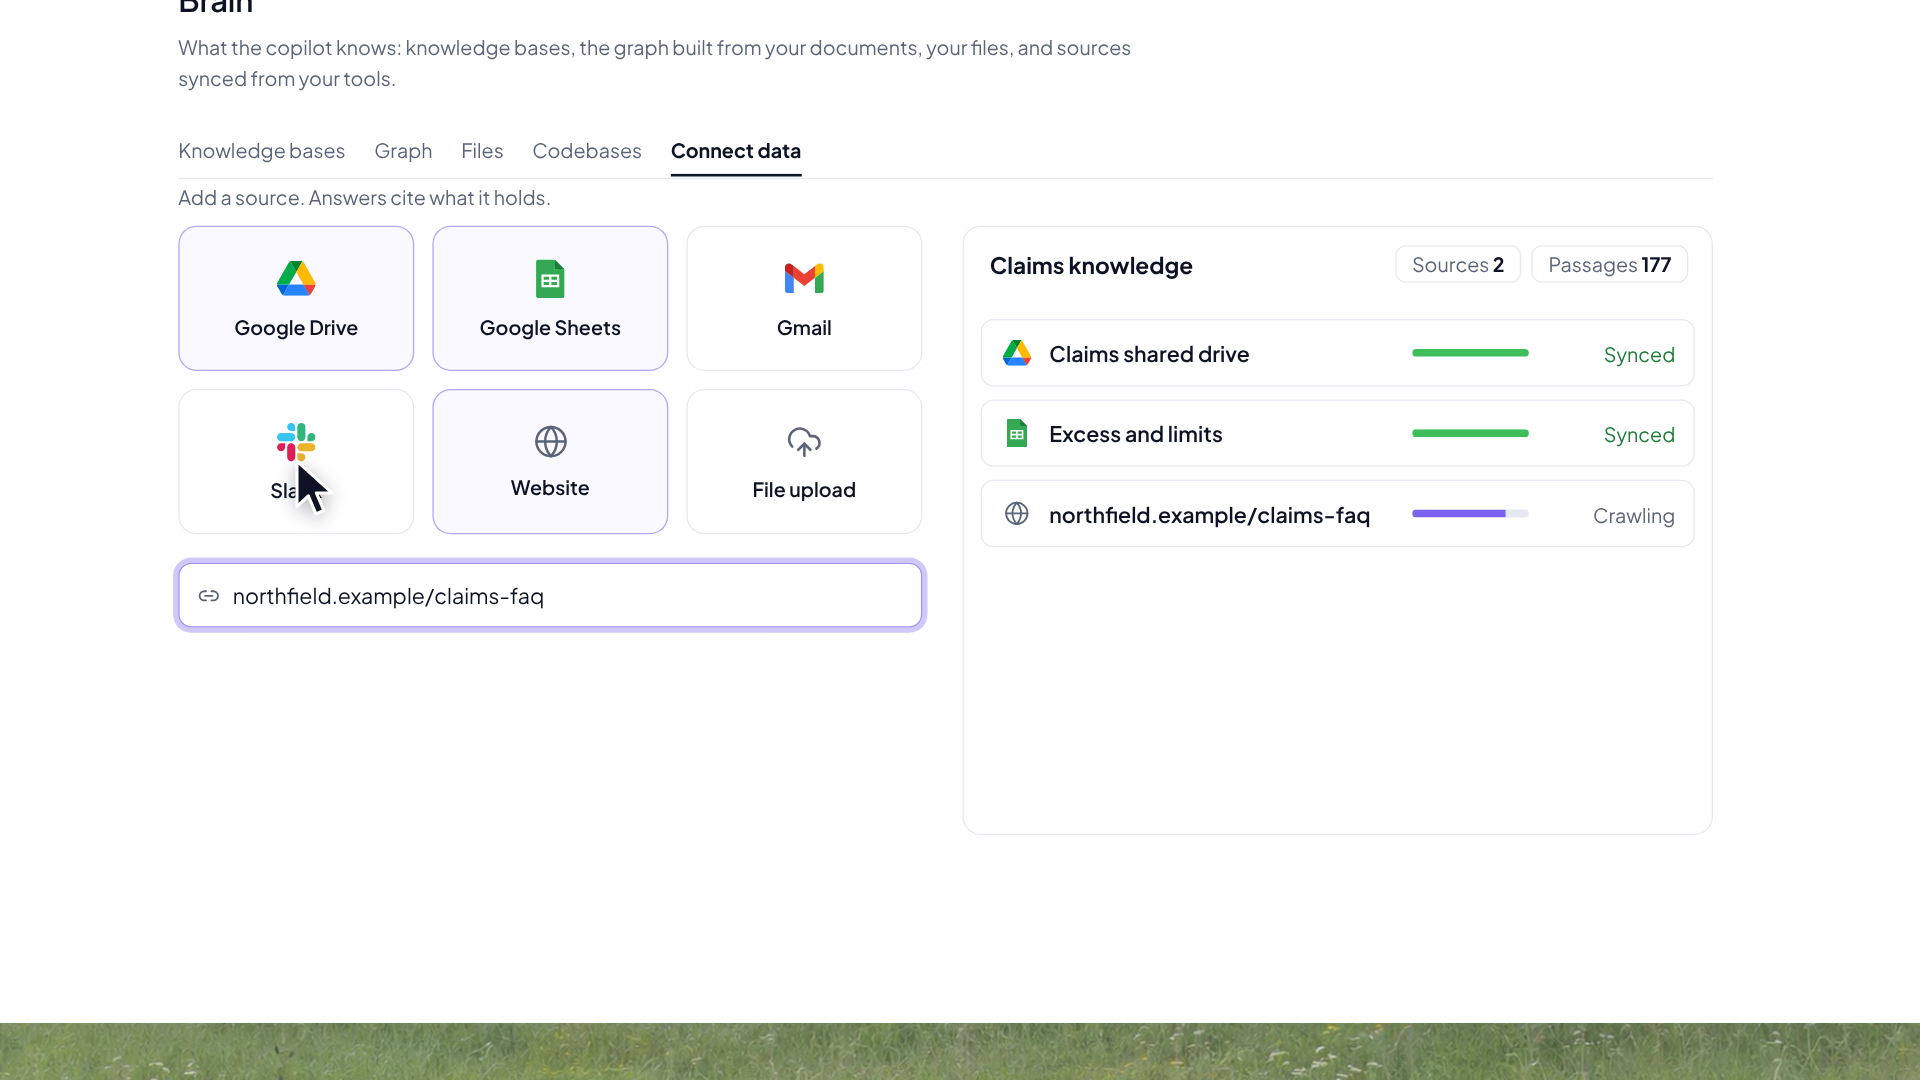 Brain
What the copilot knows: knowledge bases, the graph built from your documents, your files, and sources
synced from your tools.
Knowledge bases Graph Files Codebases Connect data
Add a source. Answers cite what it holds.
Google Drive Google Sheets Gmail
Website File upload
northfield.example/claims-faq
Claims knowledge Sources 2 Passages 177
Claims shared drive Synced
Excess and limits Synced
northfield.example/claims-faq Crawling